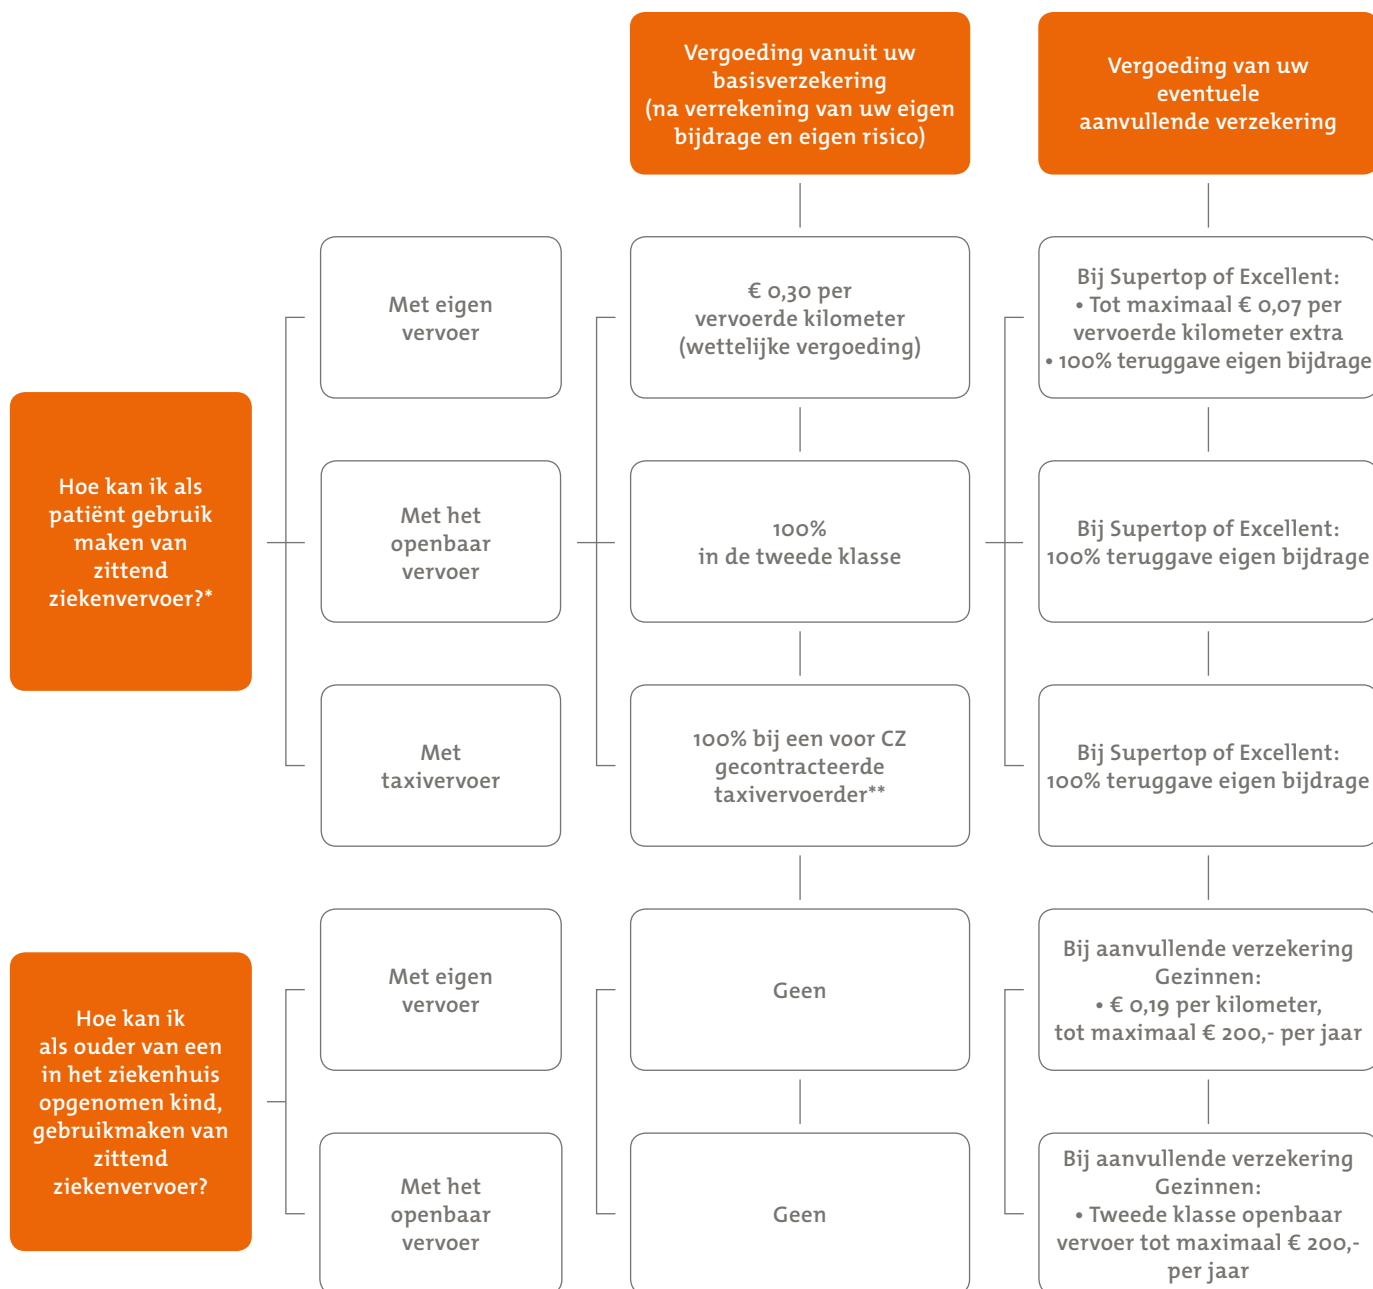 Vergoeding vanuit uw
basisverzekering
(na verrekening van uw eigen
bijdrage en eigen risico)
Vergoeding van uw
eventuele
aanvullende verzekering
Hoe kan ik als
patiënt gebruik
maken van
zittend
ziekenvervoer?*
Met eigen
vervoer
€ 0,30 per
vervoerde kilometer
(wettelijke vergoeding)
Bij Supertop of Excellent:
• Tot maximaal € 0,07 per
vervoerde kilometer extra
• 100% teruggave eigen bijdrage
Met het
openbaar
vervoer
100%
in de tweede klasse
Bij Supertop of Excellent:
100% teruggave eigen bijdrage
Met
taxivervoer
100% bij een voor CZ
gecontracteerde
taxivervoerder**
Bij Supertop of Excellent:
100% teruggave eigen bijdrage
Hoe kan ik
als ouder van een
in het ziekenhuis
opgenomen kind,
gebruikmaken van
zittend
ziekenvervoer?
Met eigen
vervoer
Geen
Bij aanvullende verzekering
Gezinnen:
• € 0,19 per kilometer,
tot maximaal € 200,- per jaar
Met het
openbaar
vervoer
Geen
Bij aanvullende verzekering
Gezinnen:
• Tweede klasse openbaar
vervoer tot maximaal € 200,-
per jaar